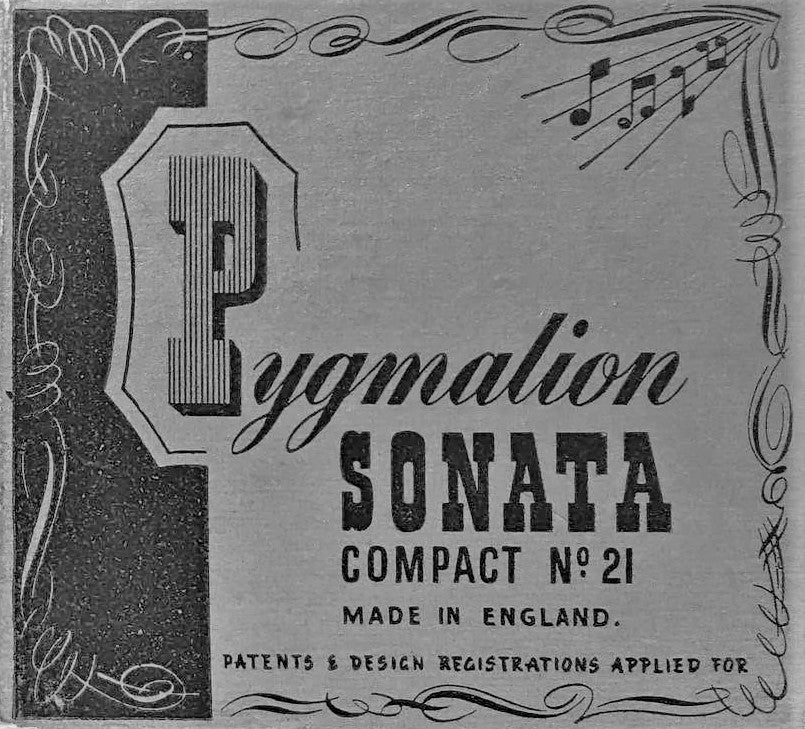 Pygmalion
SONATA
COMPACT Nº 21
MADE IN ENGLAND.
PATENTS & DESIGN REGISTRATIONS APPLIED FOR